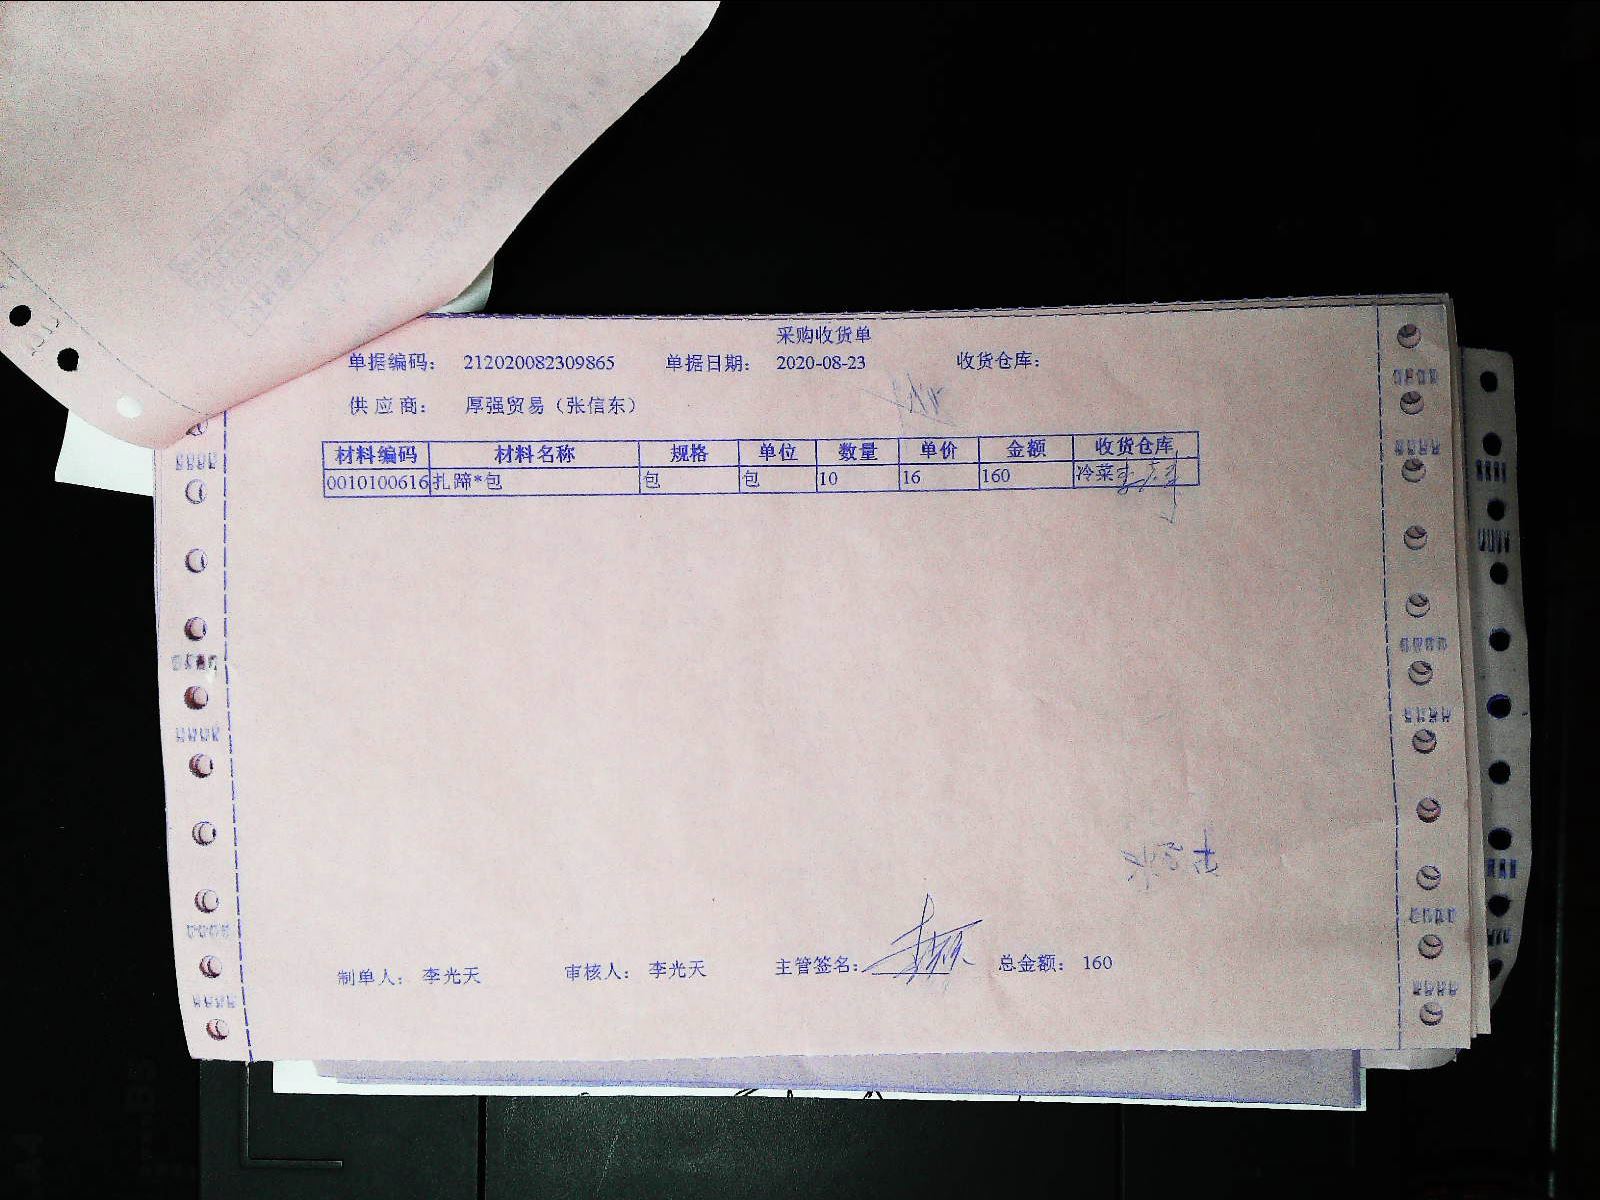 采购收货单
单据编码： 212020082309865 单据日期： 2020-08-23 收货仓库：
供应商： 厚强贸易（张信东）
材料编码 材料名称 规格 单位 数量 单价 金额 收货仓库
0010100616 扎蹄*包 包 包 10 16 160 冷菜
制单人： 李光天 审核人： 李光天 主管签名： 总金额： 160